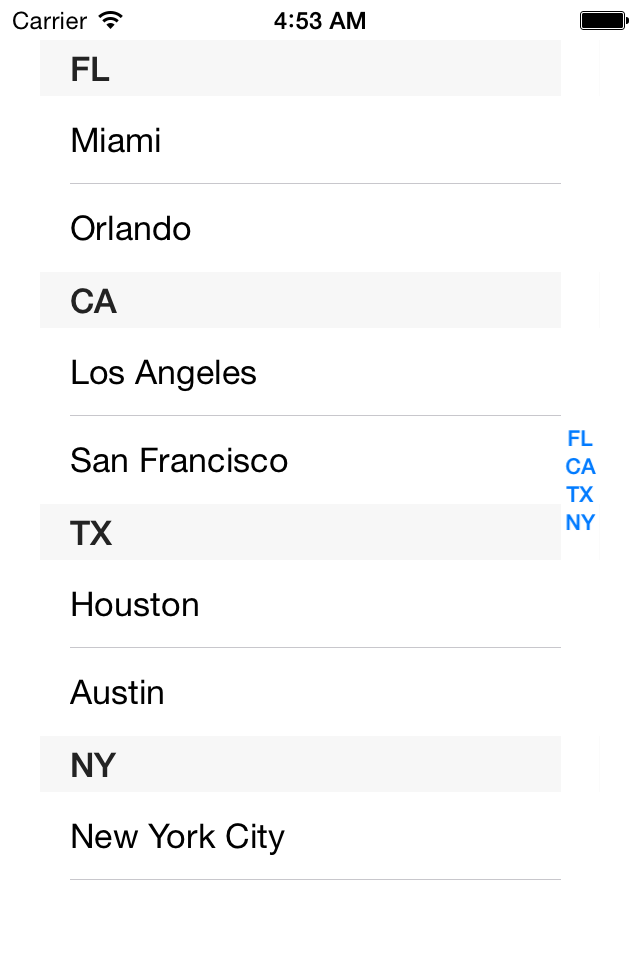 Carrier 4:53 AM
FL
Miami
Orlando
CA
Los Angeles
San Francisco
TX
Houston
Austin
NY
New York City
FL
CA
TX
NY